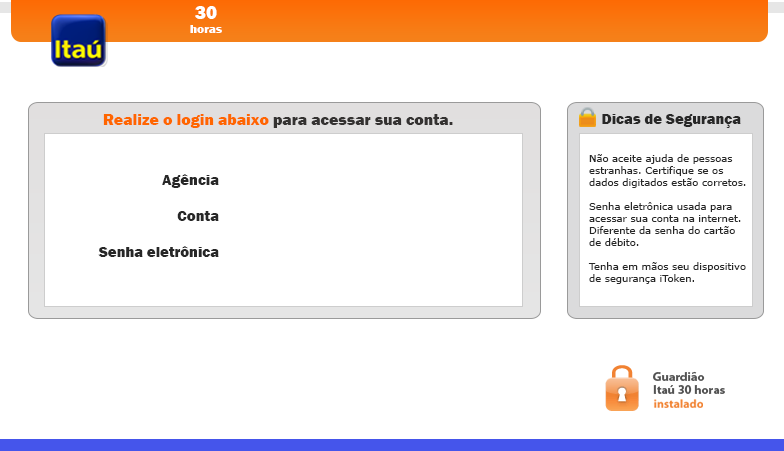 30
horas
Itaú
Realize o login abaixo para acessar sua conta.
Agência
Conta
Senha eletrônica
Dicas de Segurança
Não aceite ajuda de pessoas
estranhas. Certifique se os
dados digitados estão corretos.
Senha eletrônica usada para
acessar sua conta na internet.
Diferente da senha do cartão
de débito.
Tenha em mãos seu dispositivo
de segurança iToken.
Guardião
Itaú 30 horas
instalado